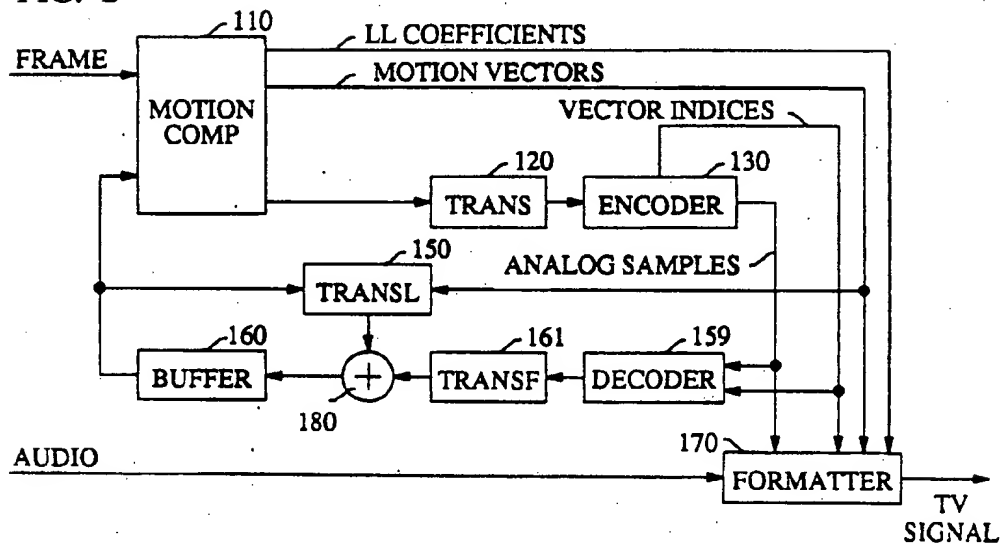 110
LL COEFFICIENTS
FRAME
MOTION VECTORS
MOTION
COMP
VECTOR INDICES
120
130
TRANS
ENCODER
150
ANALOG SAMPLES
TRANSL
160
161
159
BUFFER
+
TRANSF
DECODER
180
AUDIO
170
FORMATTER
TV
SIGNAL